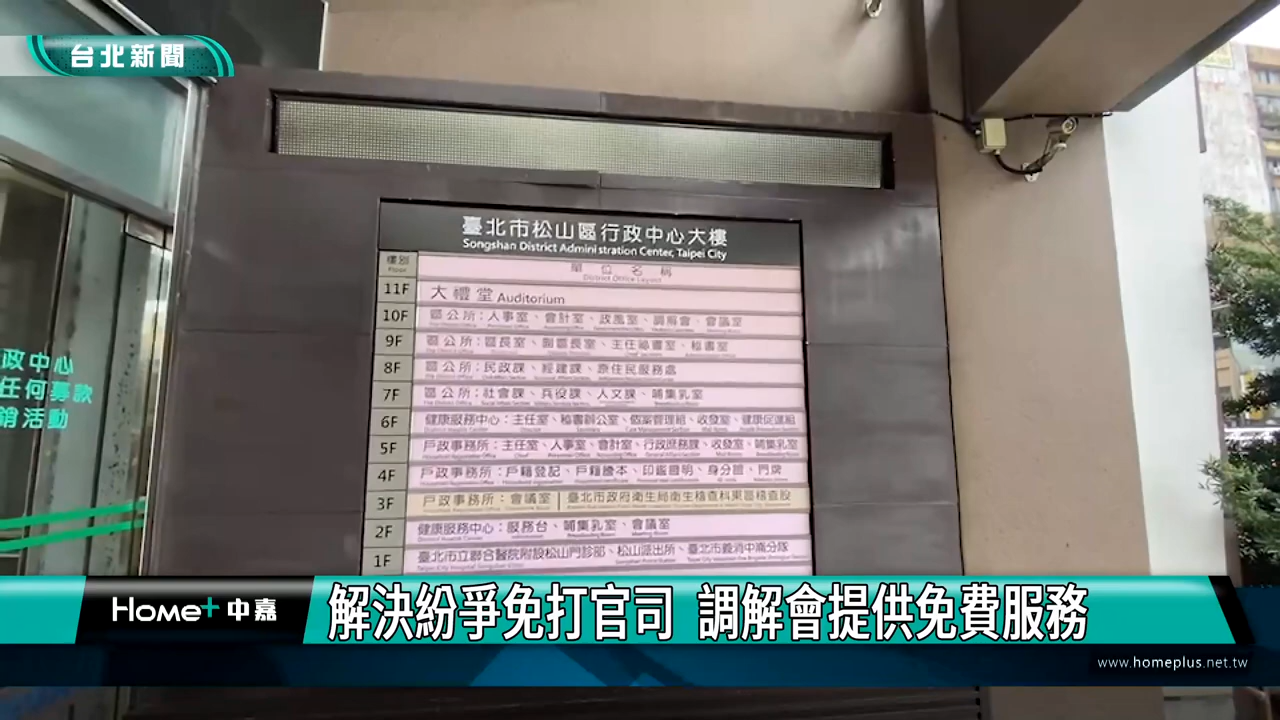 台北新聞
臺北市松山區行政中心大樓
Songshan District Administration Center, Taipei City
樓別 單位名稱
Floor District Office Layout
11F 大禮堂 Auditorium
10F 區公所：人事室、會計室、政風室、調解會、會議室
9F 區公所：區長室、副區長室、主任秘書室、秘書室
8F 區公所：民政課、經建課、原住民服務處
7F 區公所：社會課、兵役課、人文課、哺集乳室
6F 健康服務中心：主任室、秘書辦公室、個案管理組、收發室、健康促進組
5F 戶政事務所：主任室、人事室、會計室、行政庶務課、收發室、哺集乳室
4F 戶政事務所：戶籍登記、戶籍謄本、印鑑證明、身分證、門牌
3F 戶政事務所：會議室 臺北市政府衛生局衛生稽查科東區稽查股
2F 健康服務中心：服務台、哺集乳室、會議室
1F 臺北市立聯合醫院附設松山門診部、松山派出所、臺北市義消中崙分隊
政中心
任何募款
銷活動
Home+中嘉
解決紛爭免打官司 調解會提供免費服務
www.homeplus.net.tw